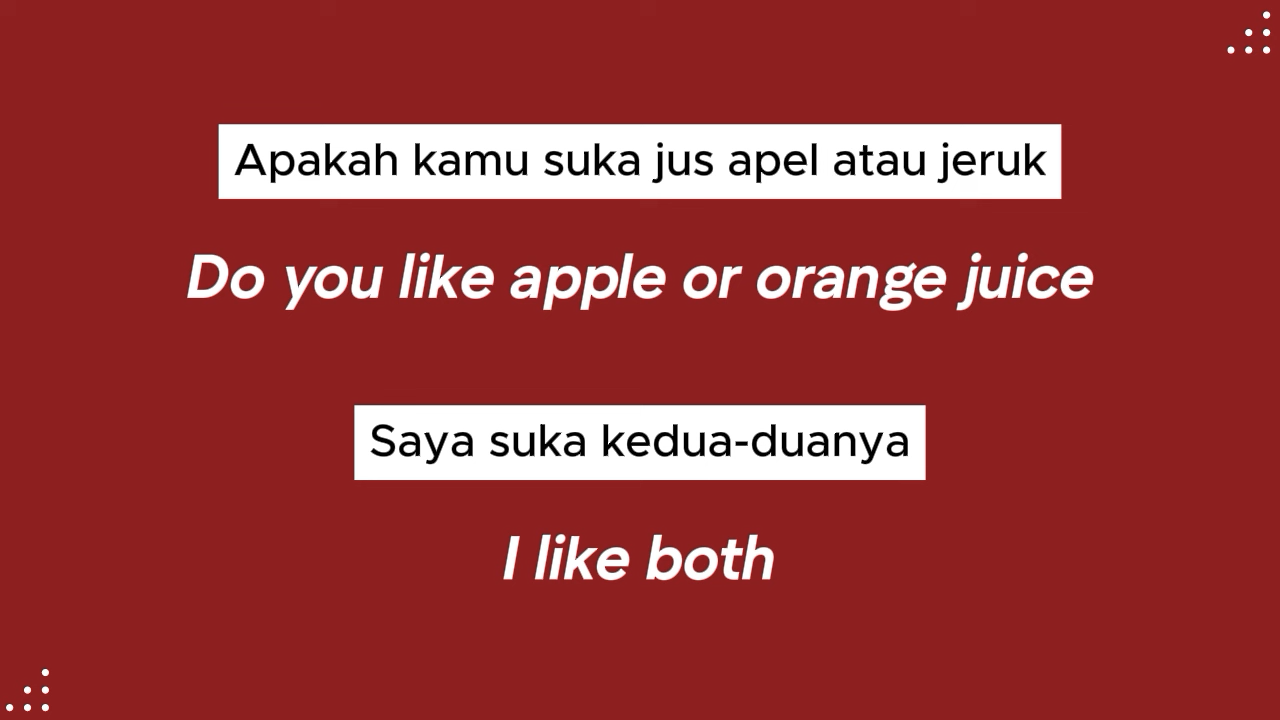 Apakah kamu suka jus apel atau jeruk
Do you like apple or orange juice
Saya suka kedua-duanya
I like both